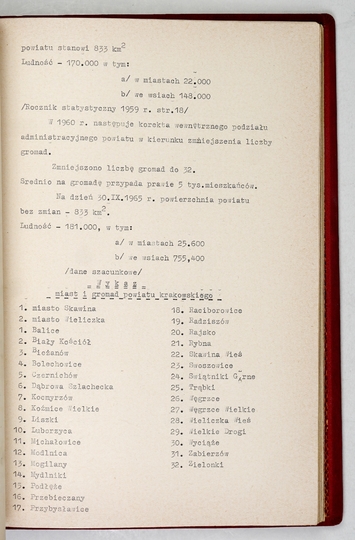 powiatu stanowi 833 km2
Ludność - 170.000 w tym:
a/ w miastach 22.000
b/ we wsiach 148.000
/Rocznik statystyczny 1959 r. str.18/
W 1960 r. następuje korekta wewnętrznego podziału
administracyjnego powiatu w kierunku zmniejszenia liczby
gromad.
Zmniejszono liczbę gromad do 32.
Średnio na gromadę przypada prawie 5 tys.mieszkańców.
Na dzień 30.IX.1965 r. powierzchnia powiatu
bez zmian - 833 km2.
Ludność - 181.000, w tym:
a/ w miastach 25.600
b/ we wsiach 755,400
/dane szacunkowe/
miast i gromad powiatu krakowskiego
1. miasto Skawina
2. miasto Wieliczka
1. Balice
2. Biały Kościół
3. Bieżanów
4. Bolechowice
5. Czernichów
6. Dąbrowa Szlachecka
7. Kocmyrzów
8. Koźmice Wielkie
9. Liszki
10. Luborzyca
11. Michałowice
12. Modlnica
13. Mogilany
14. Mydlniki
15. Podłęże
16. Przebieczany
17. Przybysławice
18. Raciborowice
19. Radziszów
20. Rajsko
21. Rybna
22. Skawina Wieś
23. Swoszowice
24. Świątniki Górne
25. Trąbki
26. Węgrzce
27. Węgrzce Wielkie
28. Wieliczka Wieś
29. Wielkie Drogi
30. Wyciąże
31. Zabierzów
32. Zielonki